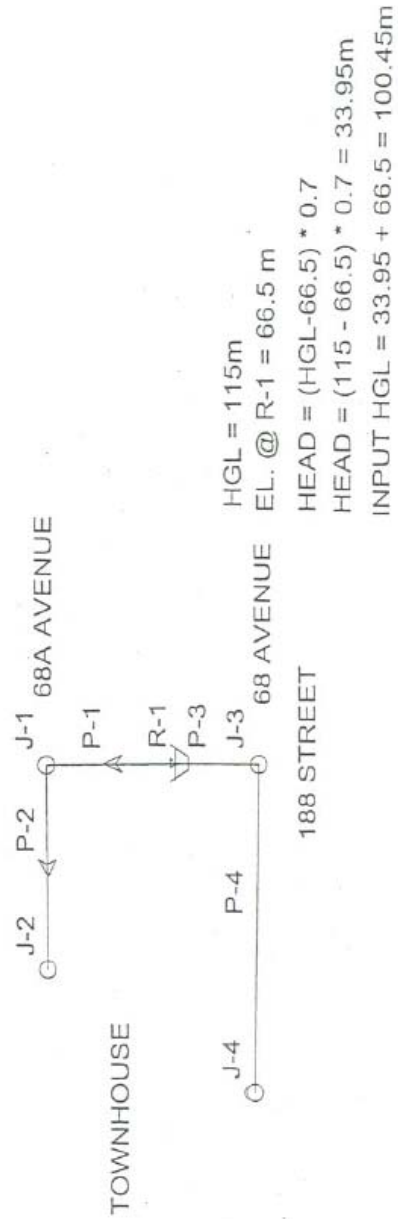 J-2
P-2
J-1
68A AVENUE
P-1
TOWNHOUSE
R-1
P-3
J-4
P-4
J-3
68 AVENUE
188 STREET
HGL = 115m
EL. @ R-1 = 66.5 m
HEAD = (HGL-66.5) * 0.7
HEAD = (115 - 66.5) * 0.7 = 33.95m
INPUT HGL = 33.95 + 66.5 = 100.45m